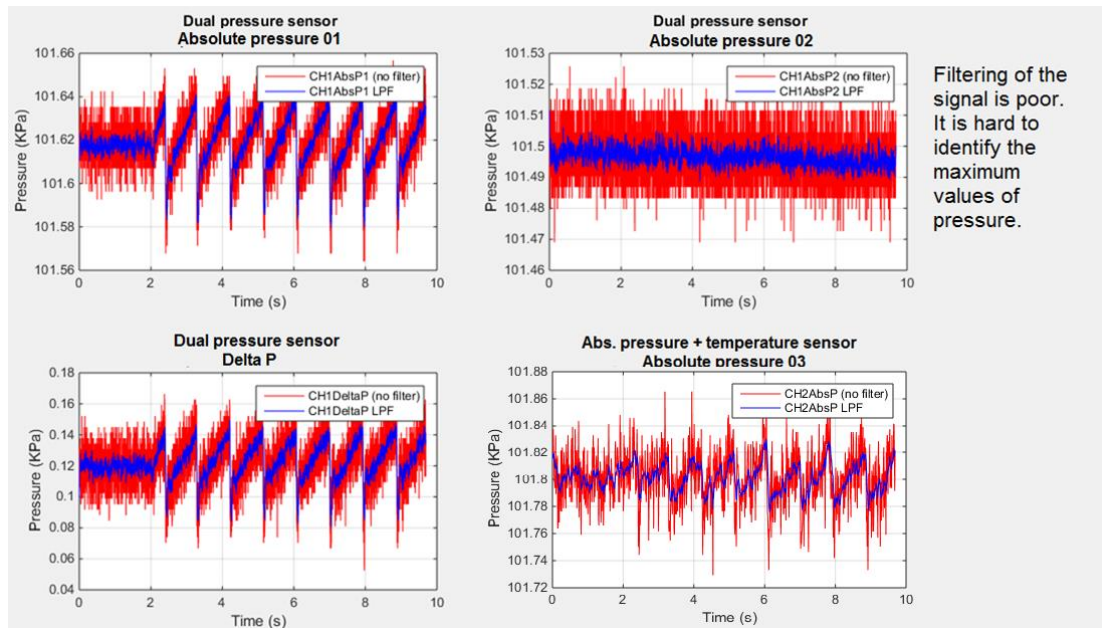 Dual pressure sensor
Absolute pressure 01
101.66
101.64
101.62
101.6
101.58
101.56
Pressure (KPa)
CH1AbsP1 (no filter)
CH1AbsP1 LPF
0 2 4 6 8 10
Time (s)
Dual pressure sensor
Absolute pressure 02
101.53
101.52
101.51
101.5
101.49
101.48
101.47
101.46
Pressure (KPa)
CH1AbsP2 (no filter)
CH1AbsP2 LPF
0 2 4 6 8 10
Time (s)
Filtering of the
signal is poor.
It is hard to
identify the
maximum
values of
pressure.
Dual pressure sensor
Delta P
0.18
0.16
0.14
0.12
0.1
0.08
0.06
0.04
Pressure (KPa)
CH1DeltaP (no filter)
CH1DeltaP LPF
0 2 4 6 8 10
Time (s)
Abs. pressure + temperature sensor
Absolute pressure 03
101.88
101.86
101.84
101.82
101.8
101.78
101.76
101.74
101.72
Pressure (KPa)
CH2AbsP (no filter)
CH2AbsP LPF
0 2 4 6 8 10
Time (s)